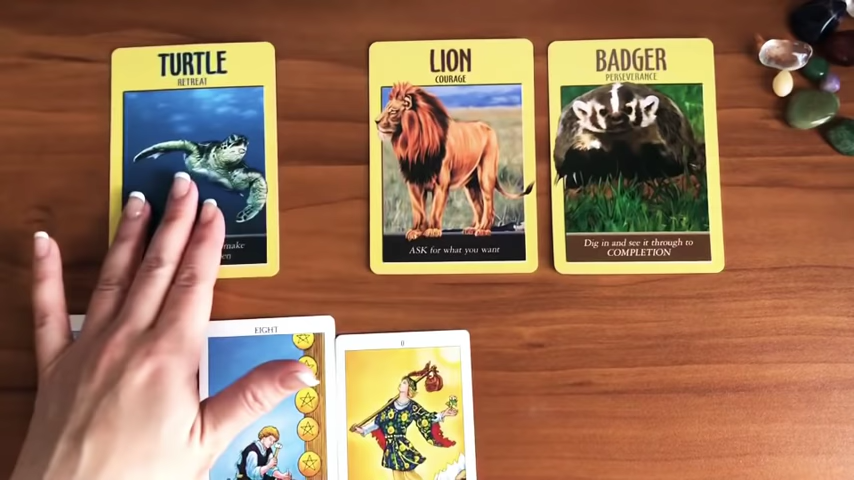 TURTLE
RETREAT
make
en
LION
COURAGE
ASK for what you want
BADGER
PERSEVERANCE
Dig in and see it through to
COMPLETION
EIGHT
0